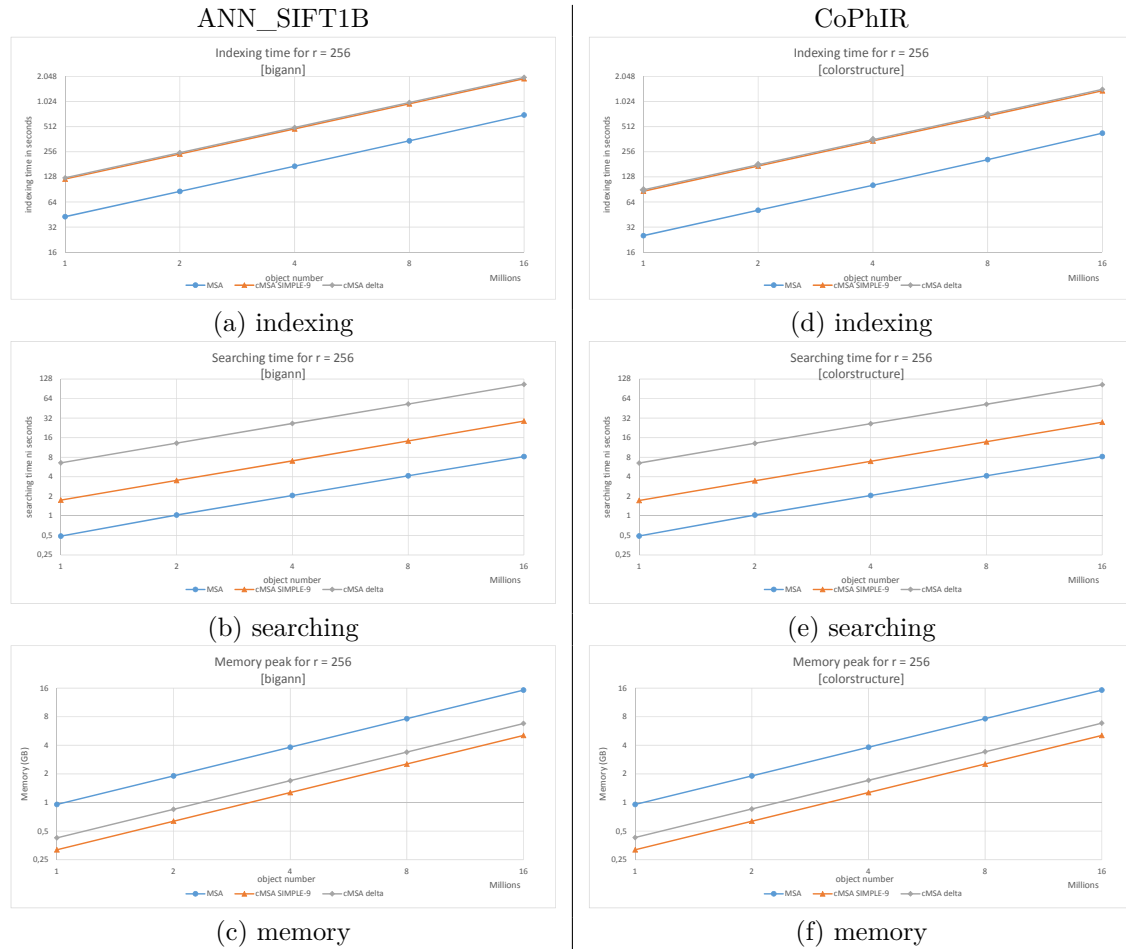 ANN_SIFT1B
Indexing time for r = 256
[bigann]
indexing time in seconds
2.048
1.024
512
256
128
64
32
16
1 2 4 8 16
object number
Millions
MSA cMSA SIMPLE-9 cMSA delta
(a) indexing
Searching time for r = 256
[bigann]
searching time ni seconds
128
64
32
16
8
4
2
1
0,5
0,25
1 2 4 8 16
object number
Millions
MSA cMSA SIMPLE-9 cMSA delta
(b) searching
Memory peak for r = 256
[bigann]
Memory (GB)
16
8
4
2
1
0,5
0,25
1 2 4 8 16
object number
Millions
MSA cMSA SIMPLE-9 cMSA delta
(c) memory
CoPhIR
Indexing time for r = 256
[colorstructure]
indexing time in seconds
2.048
1.024
512
256
128
64
32
16
1 2 4 8 16
object number
Millions
MSA cMSA SIMPLE-9 cMSA delta
(d) indexing
Searching time for r = 256
[colorstructure]
searching time ni seconds
128
64
32
16
8
4
2
1
0,5
0,25
1 2 4 8 16
object number
Millions
MSA cMSA SIMPLE-9 cMSA delta
(e) searching
Memory peak for r = 256
[colorstructure]
Memory (GB)
16
8
4
2
1
0,5
0,25
1 2 4 8 16
object number
Millions
MSA cMSA SIMPLE-9 cMSA delta
(f) memory